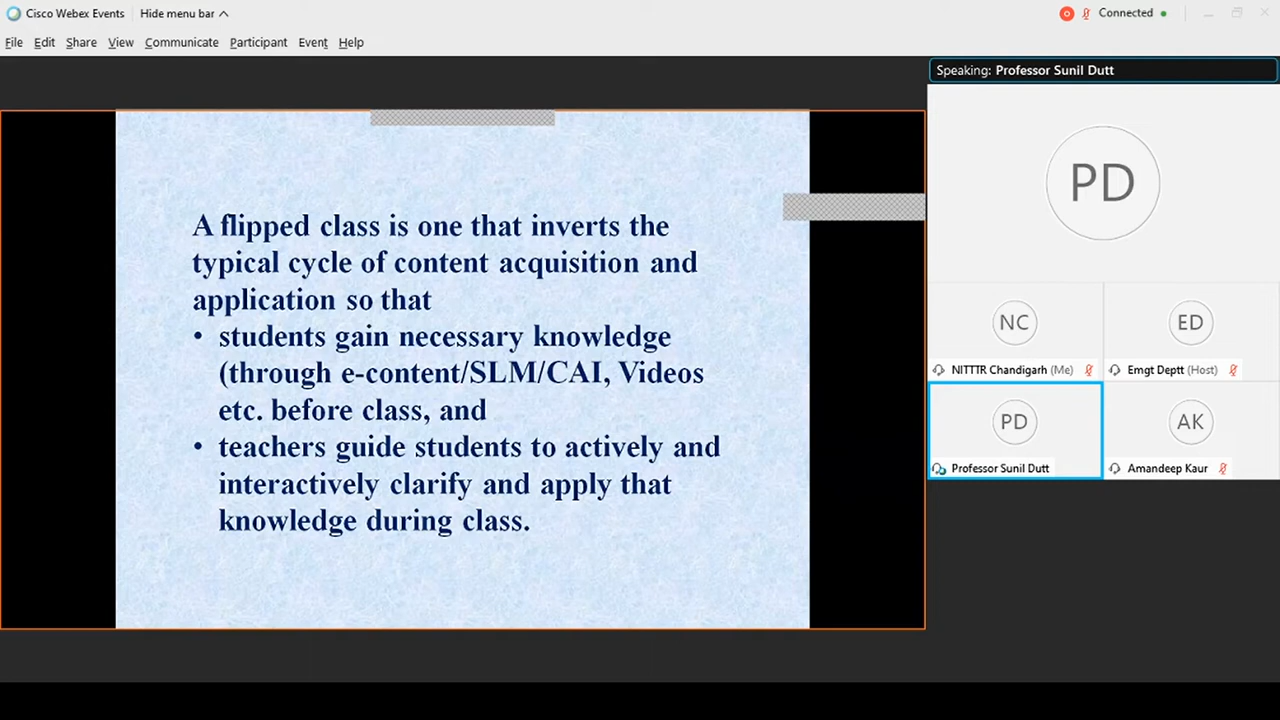 Cisco Webex Events Hide menu bar
Connected
File Edit Share View Communicate Participant Event Help
Speaking: Professor Sunil Dutt
PD
A flipped class is one that inverts the
typical cycle of content acquisition and
application so that
• students gain necessary knowledge
(through e-content/SLM/CAI, Videos
etc. before class, and
• teachers guide students to actively and
interactively clarify and apply that
knowledge during class.
NC
NITTTR Chandigarh (Me)
ED
Emgt Deptt (Host)
PD
Professor Sunil Dutt
AK
Amandeep Kaur